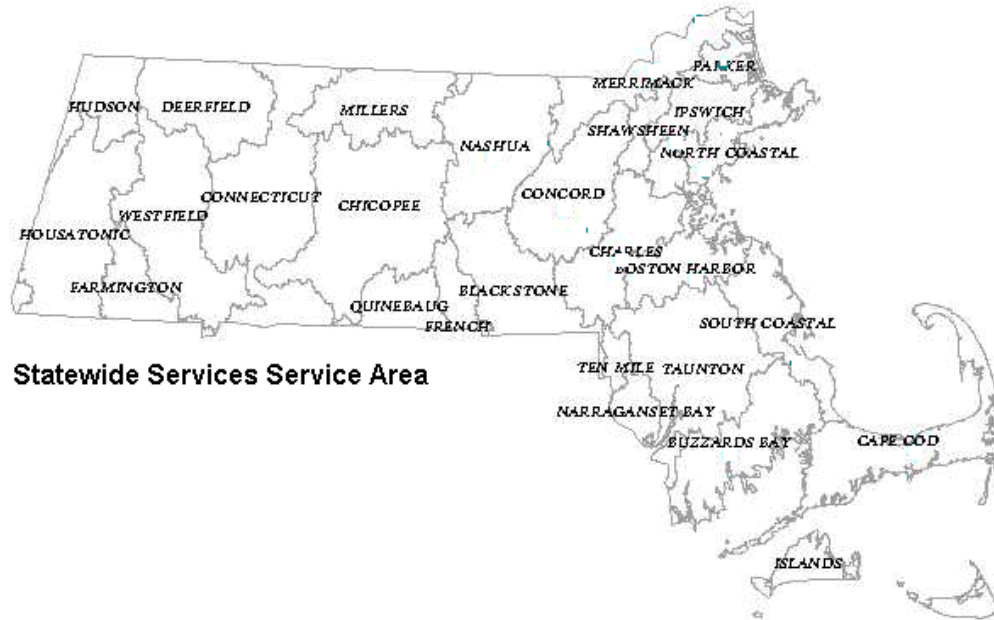 PARKER
MERRIMACK
HUDSON
DEERFIELD
MILLERS
IPSWICH
SHAWSHEEN
NASHUA
NORTH COASTAL
CONCORD
CONNECTICUT
CHICOPEE
WESTFIELD
HOUSATONIC
CHARLES
BOSTON HARBOR
FARMINGTON
BLACKSTONE
QUINEBAUG
FRENCH
SOUTH COASTAL
Statewide Services Service Area
TEN MILE
TAUNTON
NARRAGANSET BAY
BUZZARDS BAY
CAPE COD
ISLANDS